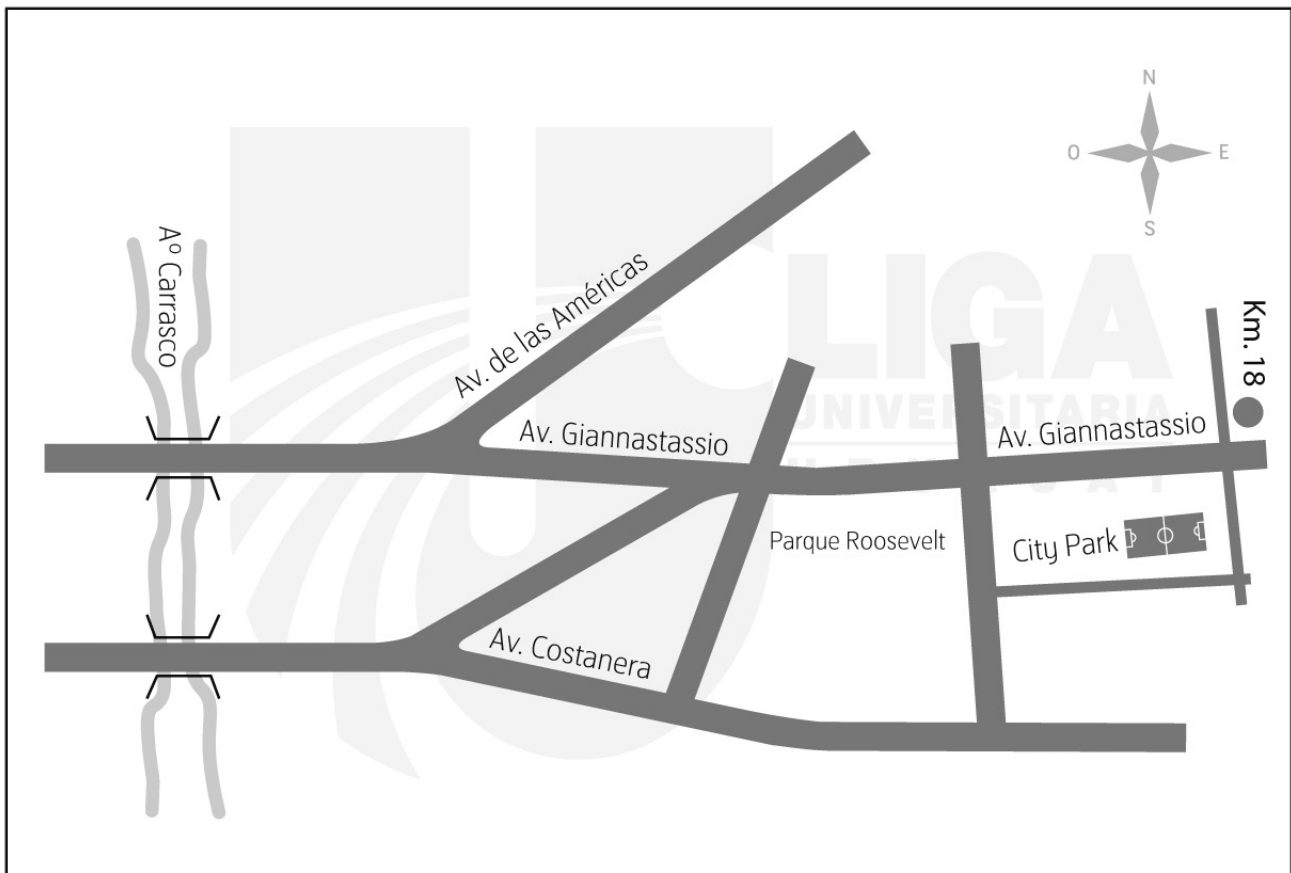 N
O
E
S
Aº Carrasco
Av. de las Américas
LIGA
UNIVERSITARIA
URUGUAY
Km. 18
Av. Giannastassio
Av. Giannastassio
Parque Roosevelt
City Park
Av. Costanera